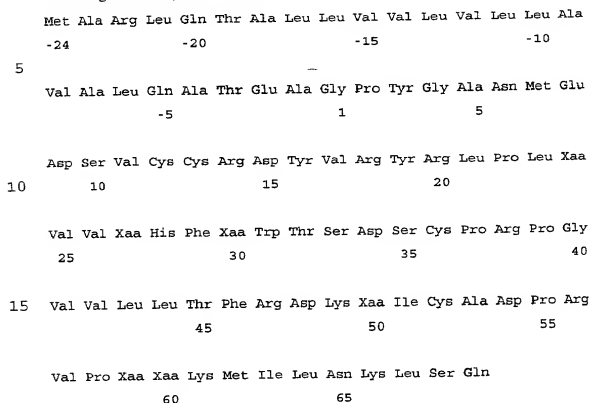 Met Ala Arg Leu Gln Thr Ala Leu Leu Val Val Leu Val Leu Leu Ala
-24 -20 -15 -10
5
Val Ala Leu Gln Ala Thr Glu Ala Gly Pro Tyr Gly Ala Asn Met Glu
-5 1 5
Asp Ser Val Cys Cys Arg Asp Tyr Val Arg Tyr Arg Leu Pro Leu Xaa
10 10 15 20
Val Val Xaa His Phe Xaa Trp Thr Ser Asp Ser Cys Pro Arg Pro Gly
25 30 35 40
15 Val Val Leu Leu Thr Phe Arg Asp Lys Xaa Ile Cys Ala Asp Pro Arg
45 50 55
Val Pro Xaa Xaa Lys Met Ile Leu Asn Lys Leu Ser Gln
60 65